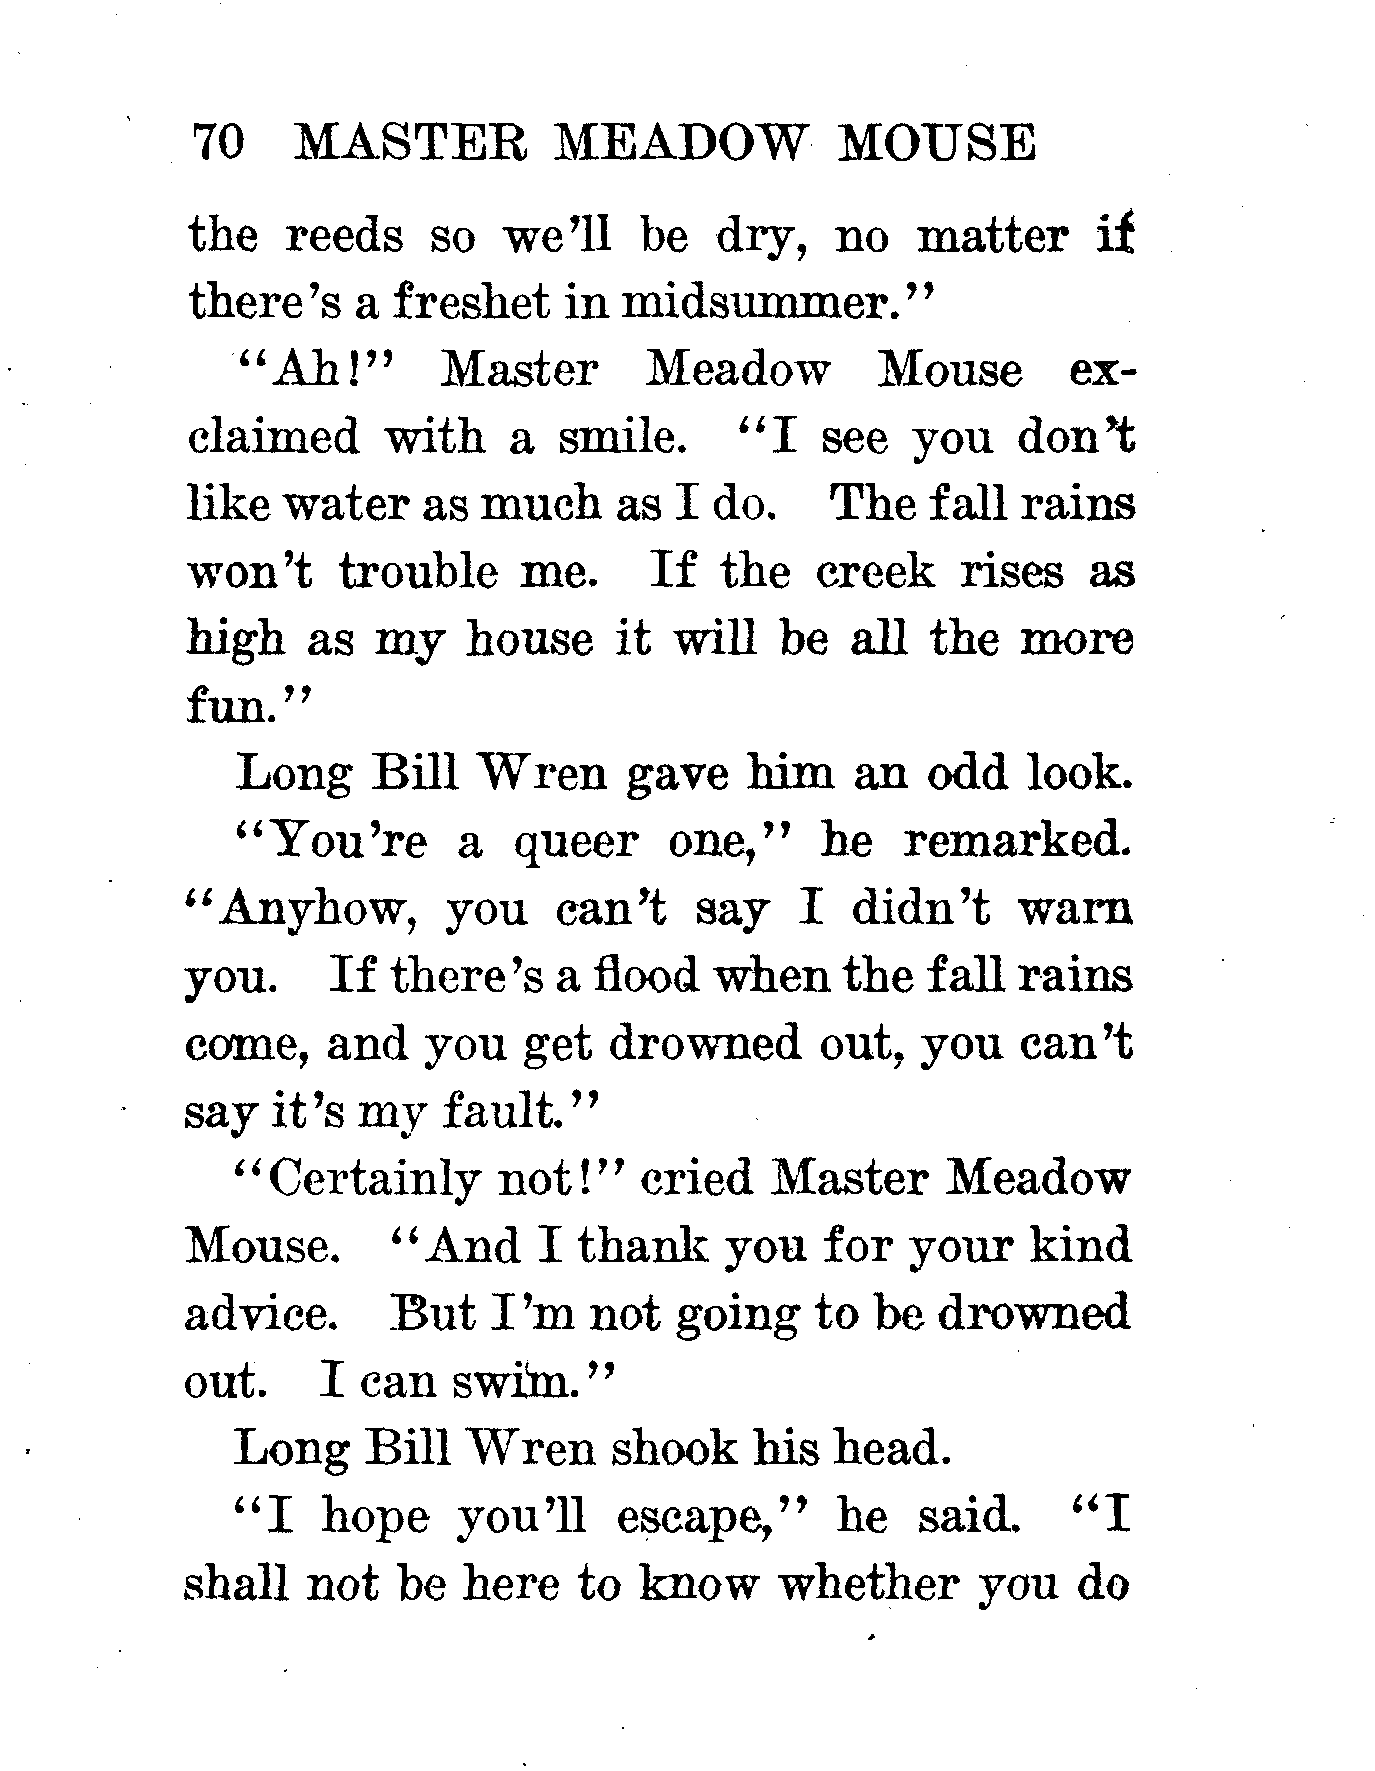 70 MASTER MEADOW MOUSE
the reeds so we'll be dry, no matter if
there's a freshet in midsummer."
"Ah!" Master Meadow Mouse ex-
claimed with a smile. "I see you don't
like water as much as I do. The fall rains
won't trouble me. If the creek rises as
high as my house it will be all the more
fun."
Long Bill Wren gave him an odd look.
"You're a queer one," he remarked.
"Anyhow, you can't say I didn't warn
you. If there's a flood when the fall rains
come, and you get drowned out, you can't
say it's my fault."
"Certainly not!" cried Master Meadow
Mouse. "And I thank you for your kind
advice. But I'm not going to be drowned
out. I can swim."
Long Bill Wren shook his head.
"I hope you'll escape," he said. "I
shall not be here to know whether you do